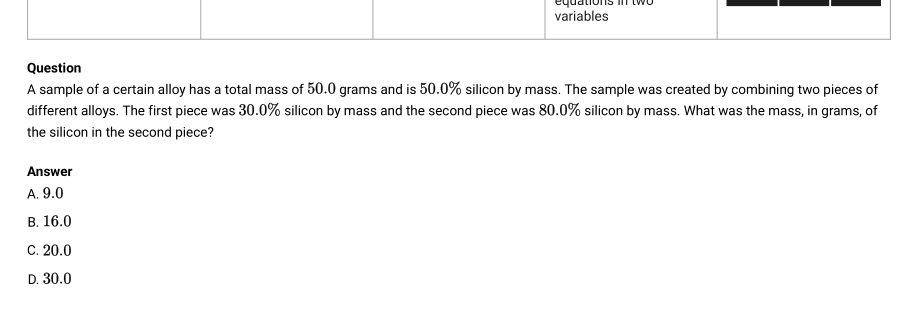 equations in two
variables
Question
A sample of a certain alloy has a total mass of 50.0 grams and is 50.0% silicon by mass. The sample was created by combining two pieces of
different alloys. The first piece was 30.0% silicon by mass and the second piece was 80.0% silicon by mass. What was the mass, in grams, of
the silicon in the second piece?
Answer
A. 9.0
B. 16.0
C. 20.0
D. 30.0